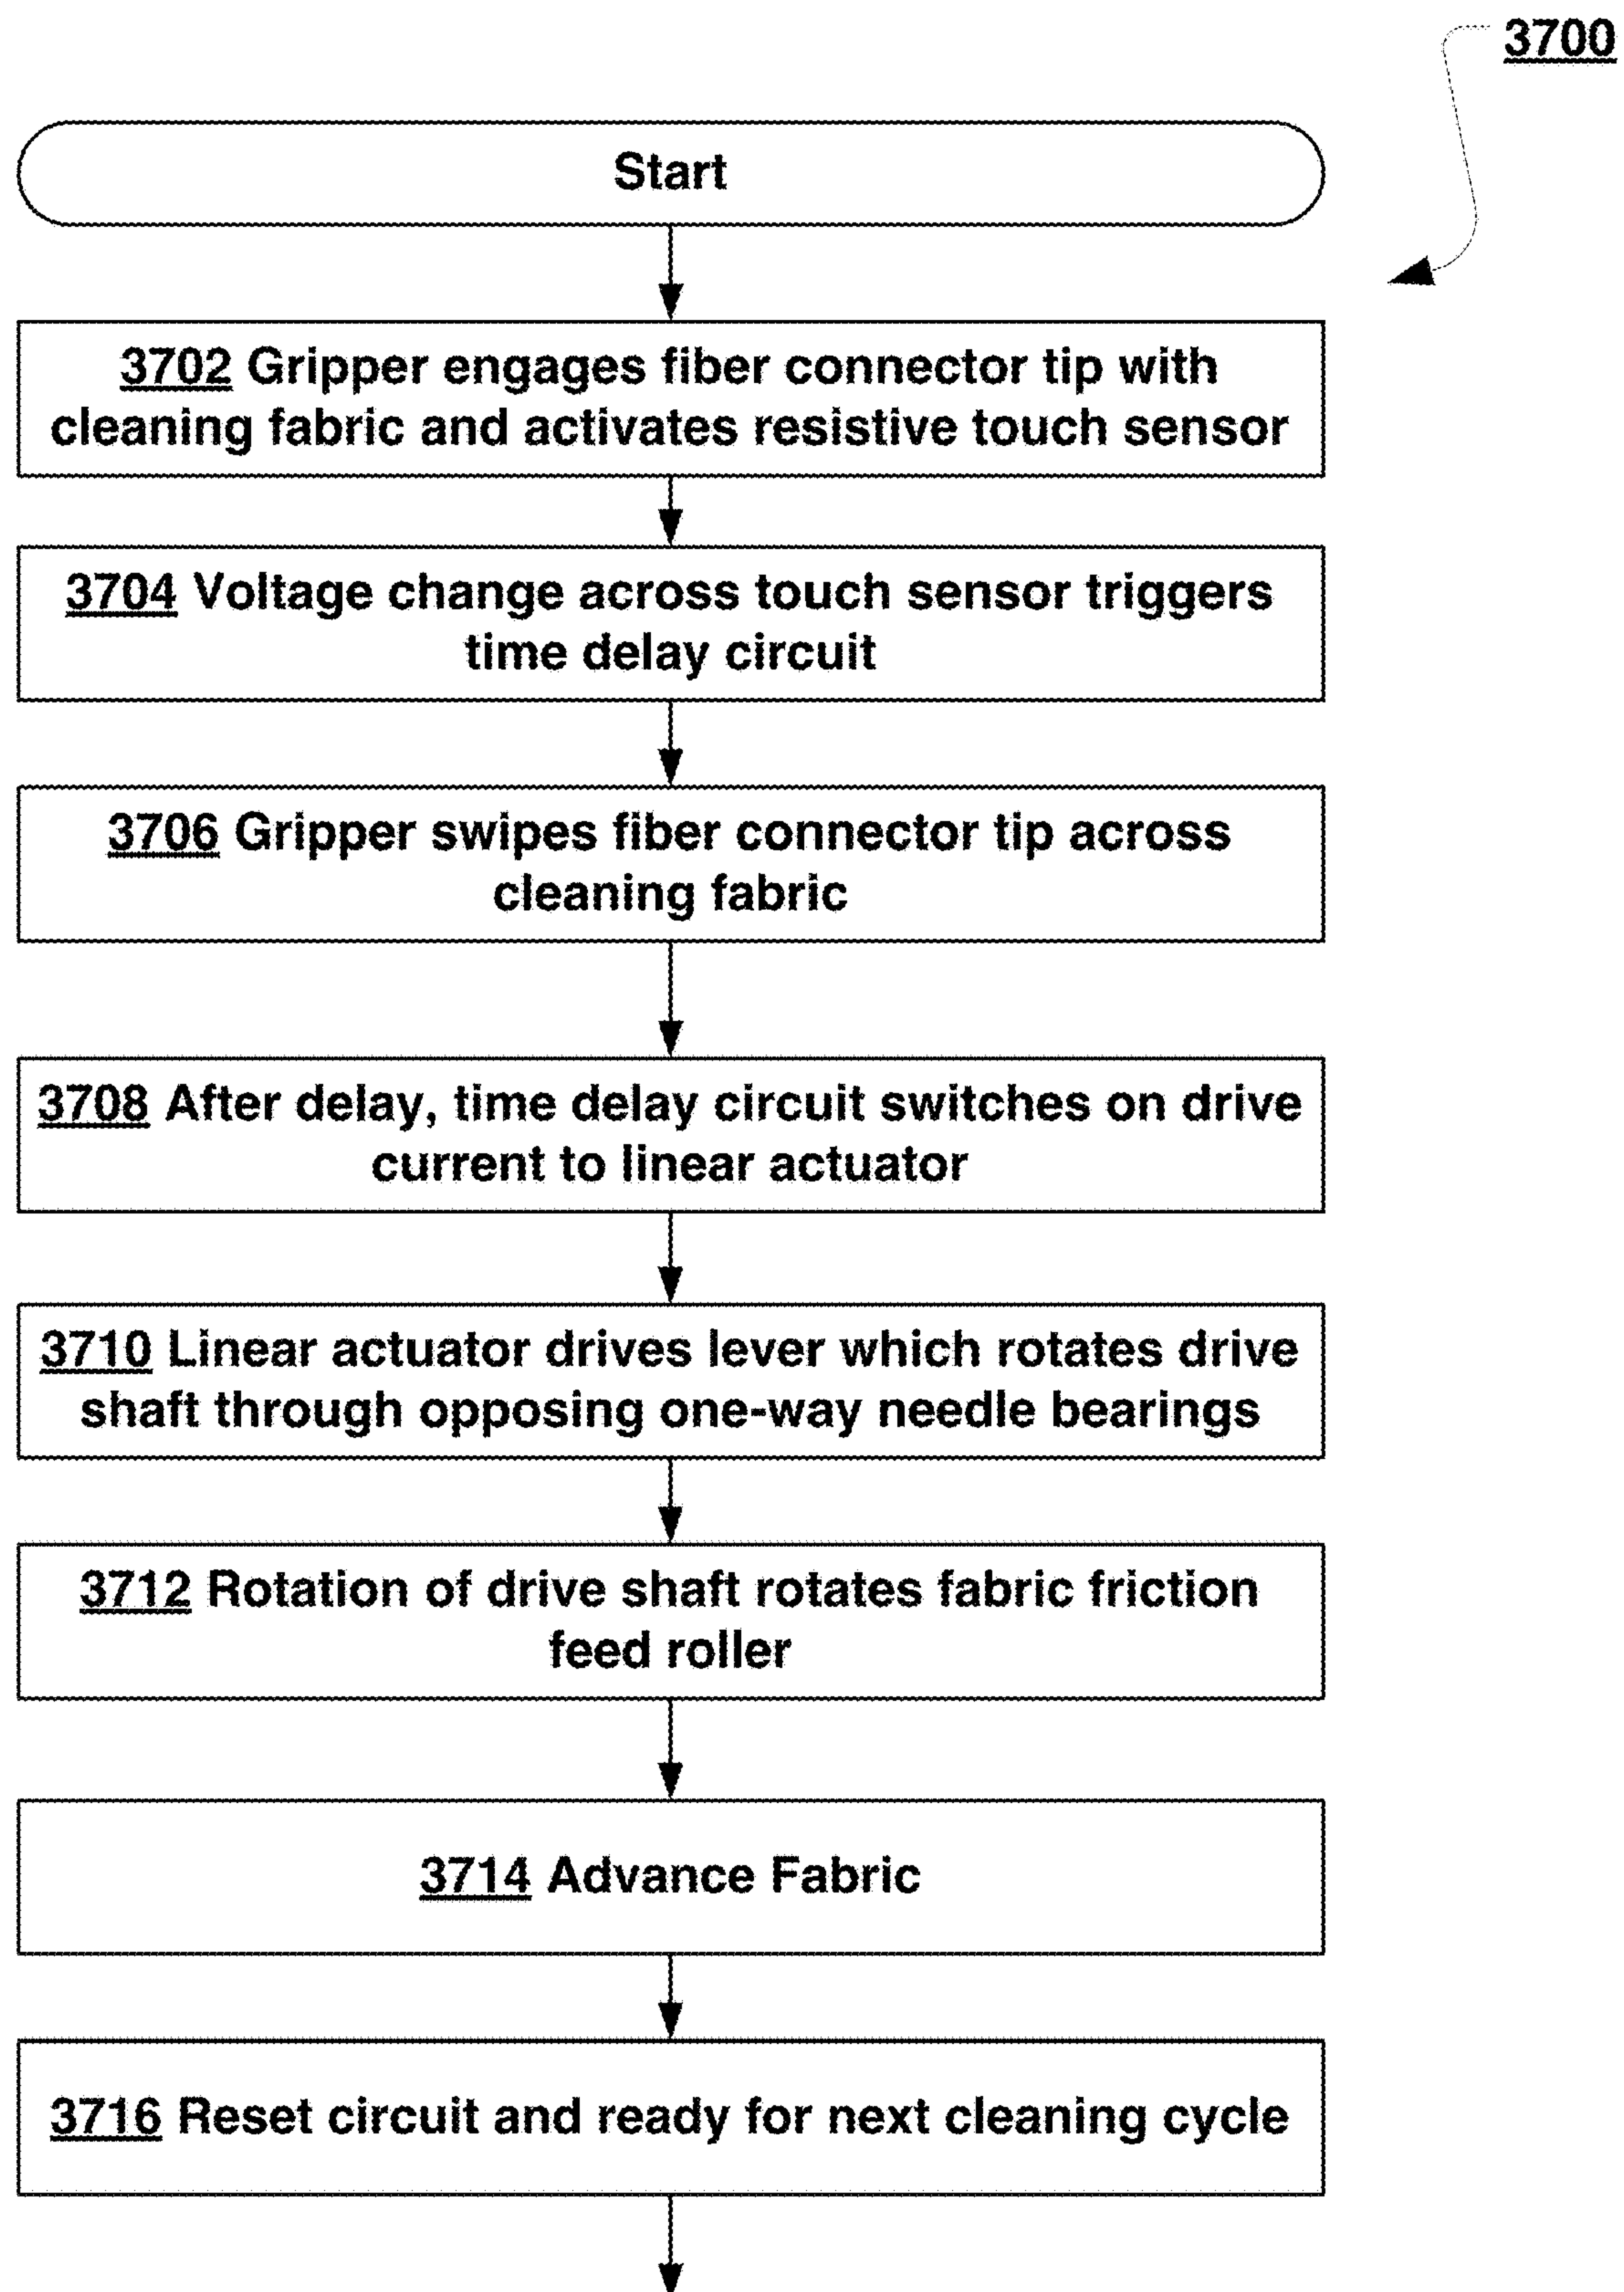 3700
Start
3702 Gripper engages fiber connector tip with
cleaning fabric and activates resistive touch sensor
3704 Voltage change across touch sensor triggers
time delay circuit
3706 Gripper swipes fiber connector tip across
cleaning fabric
3708 After delay, time delay circuit switches on drive
current to linear actuator
3710 Linear actuator drives lever which rotates drive
shaft through opposing one-way needle bearings
3712 Rotation of drive shaft rotates fabric friction
feed roller
3714 Advance Fabric
3716 Reset circuit and ready for next cleaning cycle